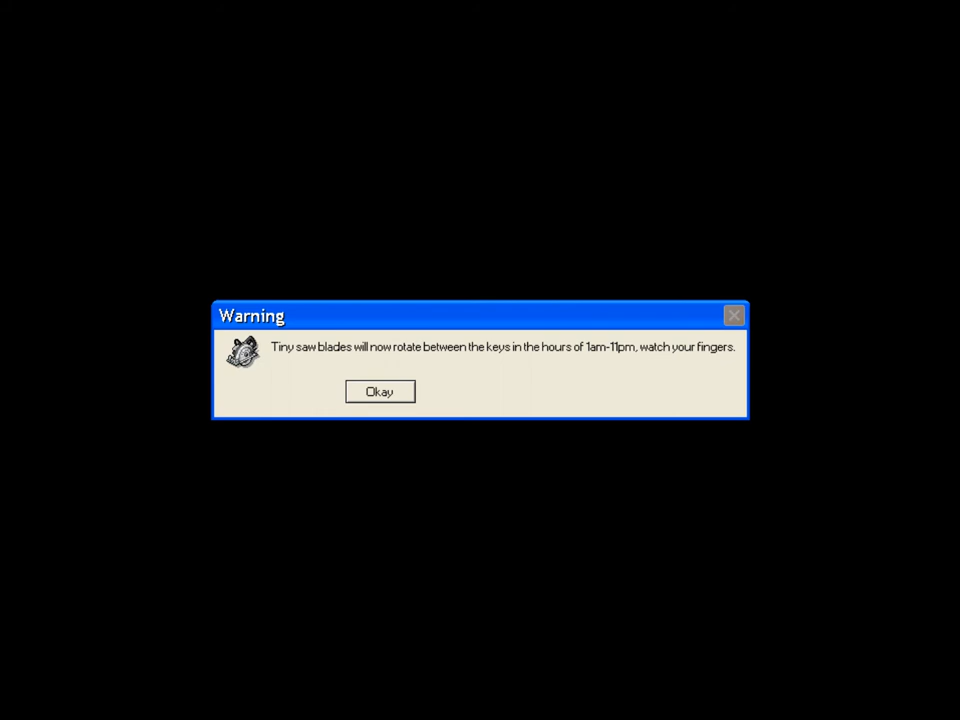 Warning
Tiny saw blades will now rotate between the keys in the hours of 1am-11pm, watch your fingers.
Okay